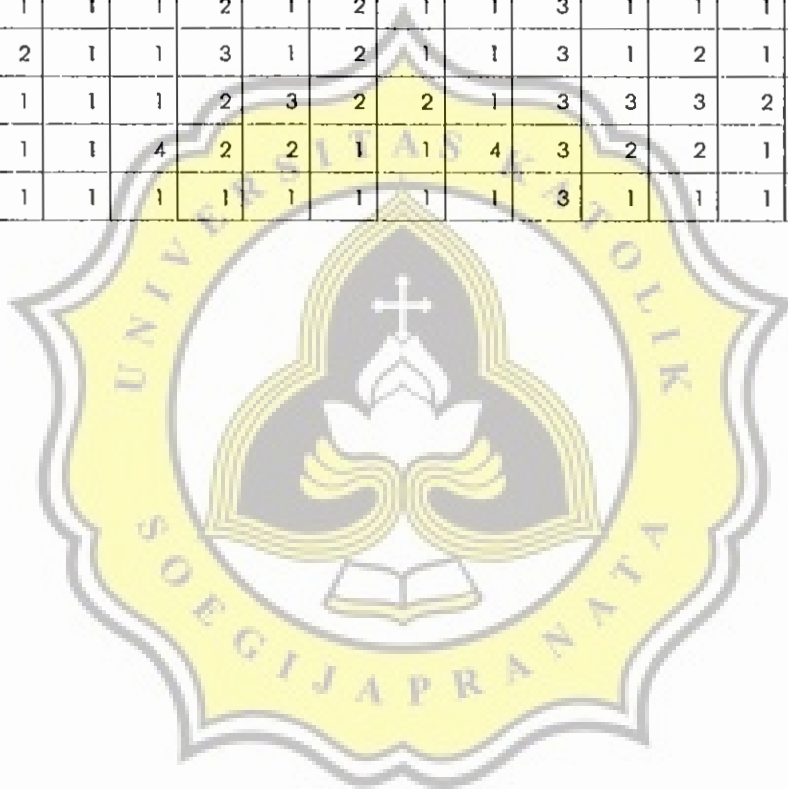 1 1 1 2 1 2 1 1 3 1 1 1
2 1 1 3 1 2 1 1 3 1 2 1
1 1 1 2 3 2 2 1 3 3 3 2
1 1 4 2 2 1 1 4 3 2 2 1
1 1 1 1 1 1 1 1 3 1 1 1
UNIVERSITAS KATOLIK
SOEGIJAPRANATA